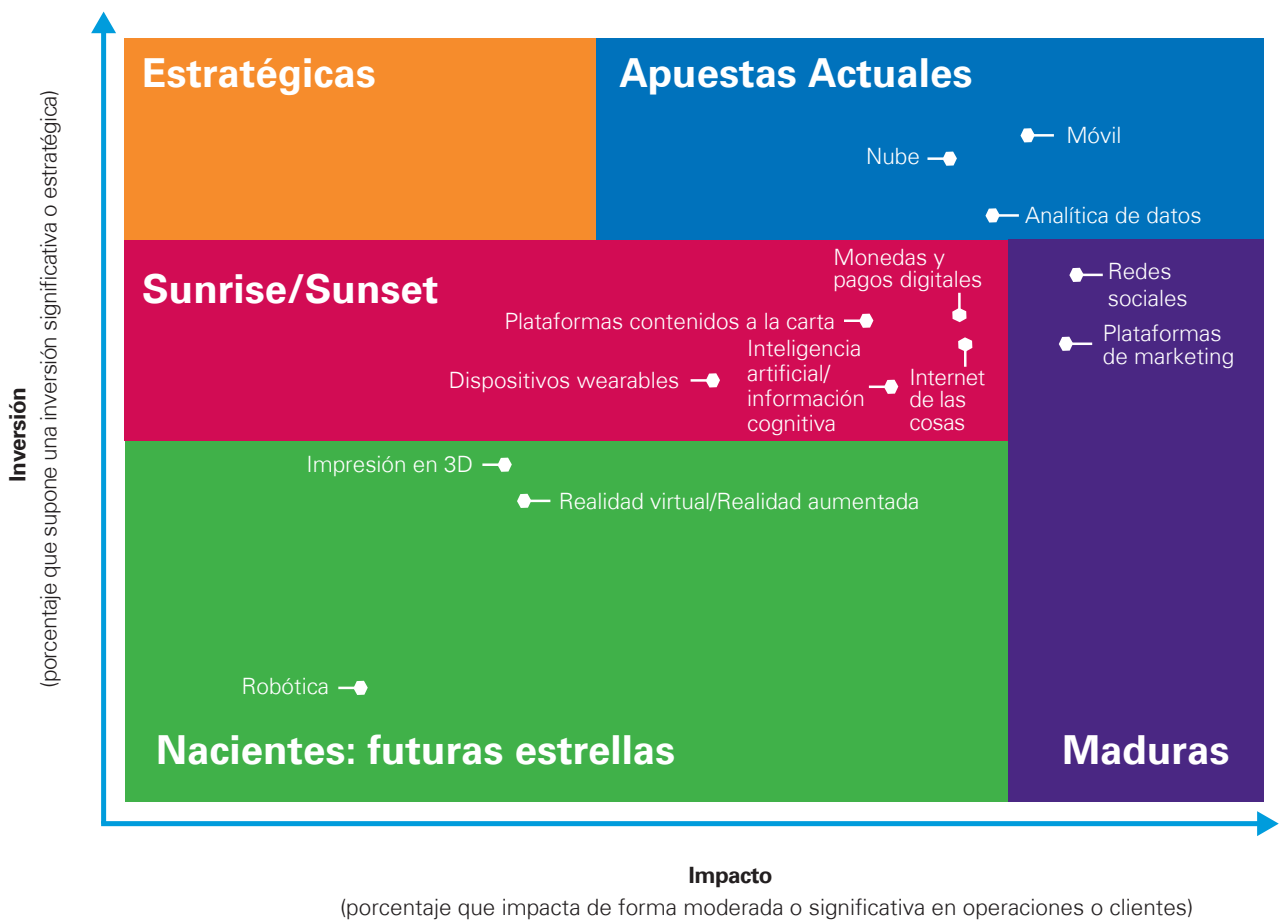 Inversión
(porcentaje que supone una inversión significativa o estratégica)
Estratégicas
Apuestas Actuales
Móvil
Nube
Analítica de datos
Sunrise/Sunset
Monedas y
pagos digitales
Plataformas contenidos a la carta
Inteligencia
artificial/
información
cognitiva
Dispositivos wearables
Internet
de las
cosas
Redes
sociales
Plataformas
de marketing
Impresión en 3D
Realidad virtual/Realidad aumentada
Robótica
Nacientes: futuras estrellas
Maduras
Impacto
(porcentaje que impacta de forma moderada o significativa en operaciones o clientes)